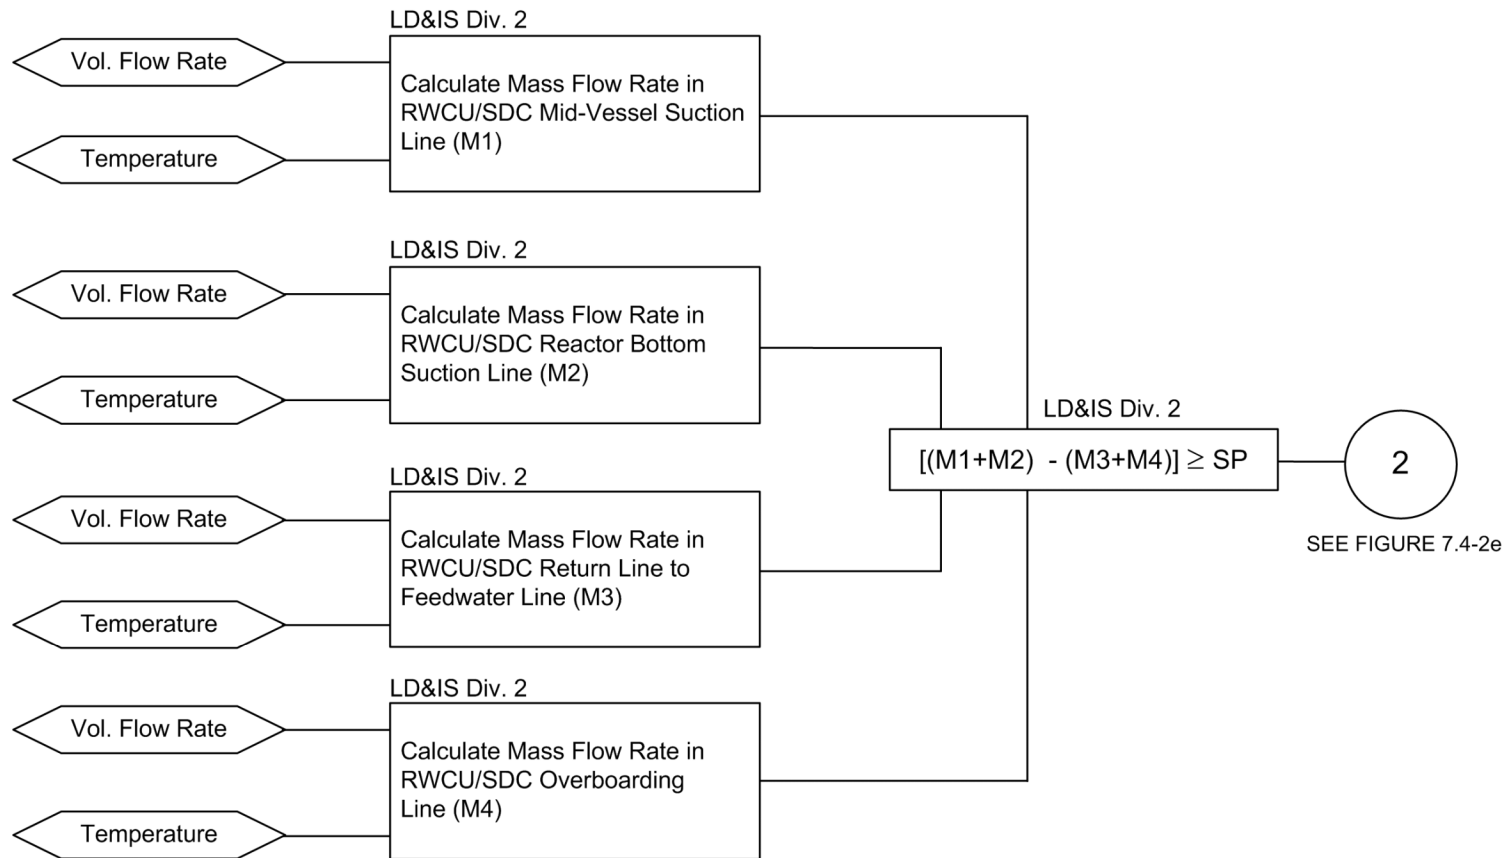 LD&IS Div. 2
Vol. Flow Rate
Temperature
Calculate Mass Flow Rate in
RWCU/SDC Mid-Vessel Suction
Line (M1)
LD&IS Div. 2
Vol. Flow Rate
Temperature
Calculate Mass Flow Rate in
RWCU/SDC Reactor Bottom
Suction Line (M2)
LD&IS Div. 2
Vol. Flow Rate
Temperature
Calculate Mass Flow Rate in
RWCU/SDC Return Line to
Feedwater Line (M3)
LD&IS Div. 2
Vol. Flow Rate
Temperature
Calculate Mass Flow Rate in
RWCU/SDC Overboarding
Line (M4)
LD&IS Div. 2
[(M1+M2) - (M3+M4)] ≥ SP
2
SEE FIGURE 7.4-2e